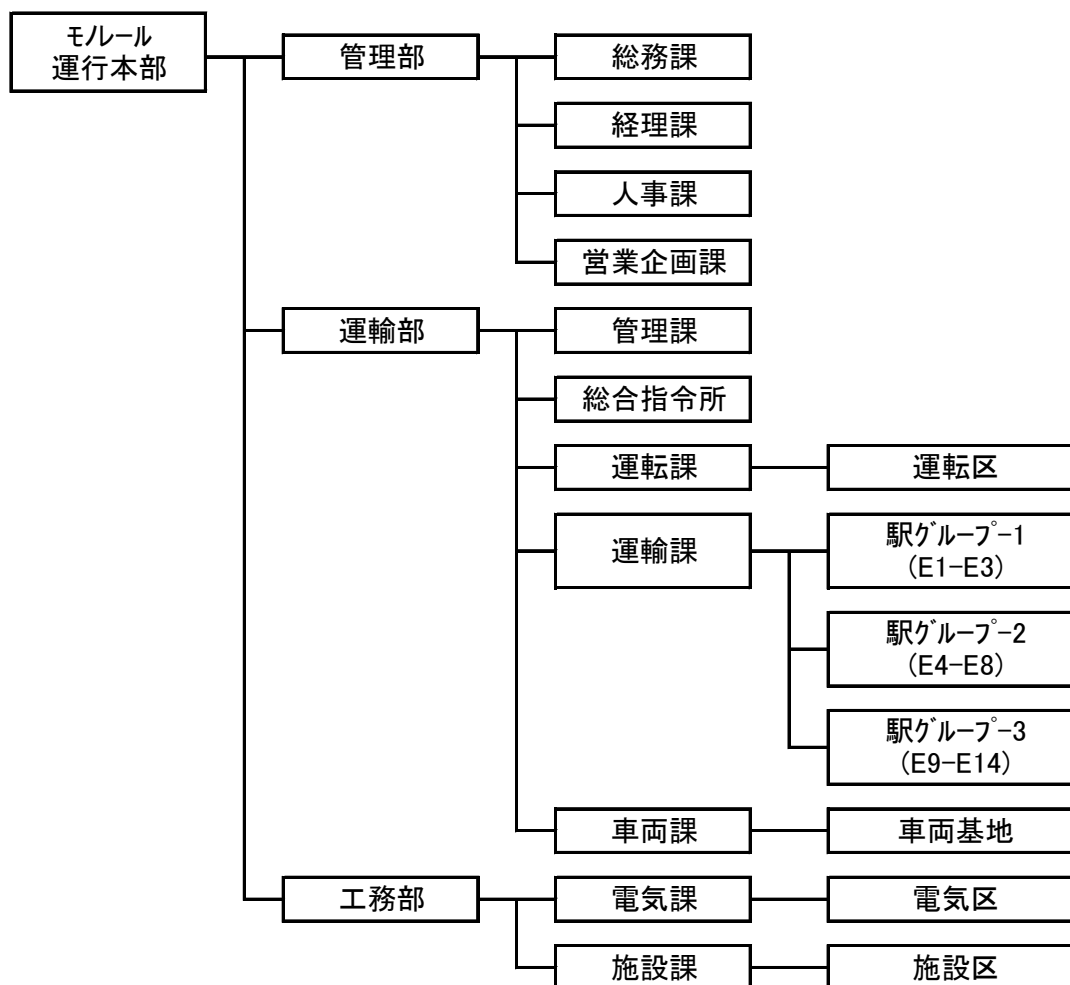 ﾓﾉﾚｰﾙ
運行本部
管理部
総務課
経理課
人事課
営業企画課
運輸部
管理課
総合指令所
運転課
運転区
運輸課
駅ｸﾞﾙｰﾌﾟ-1
(E1-E3)
駅ｸﾞﾙｰﾌﾟ-2
(E4-E8)
駅ｸﾞﾙｰﾌﾟ-3
(E9-E14)
車両課
車両基地
工務部
電気課
電気区
施設課
施設区